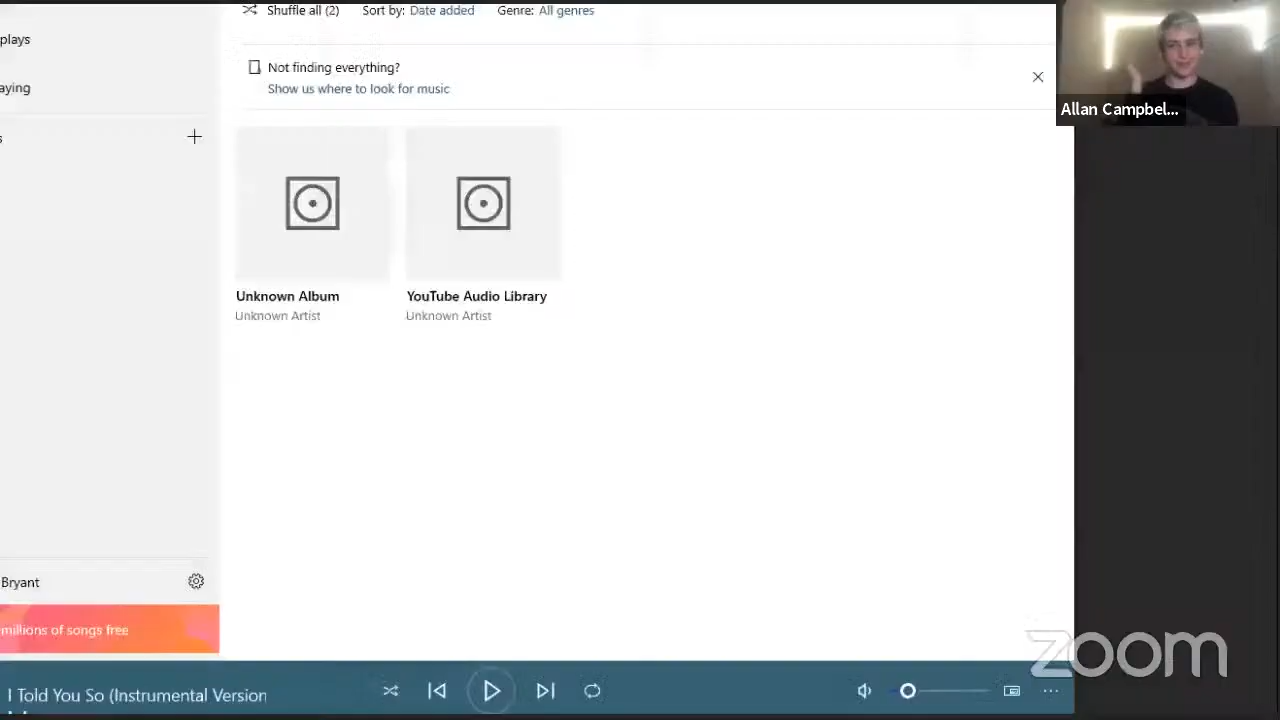 Shuffle all (2) Sort by: Date added Genre: All genres
plays
Not finding everything?
aying
Show us where to look for music
Allan Campbel...
s
Unknown Album
YouTube Audio Library
Unknown Artist
Unknown Artist
Bryant
millions of songs free
zoom
I Told You So (Instrumental Version